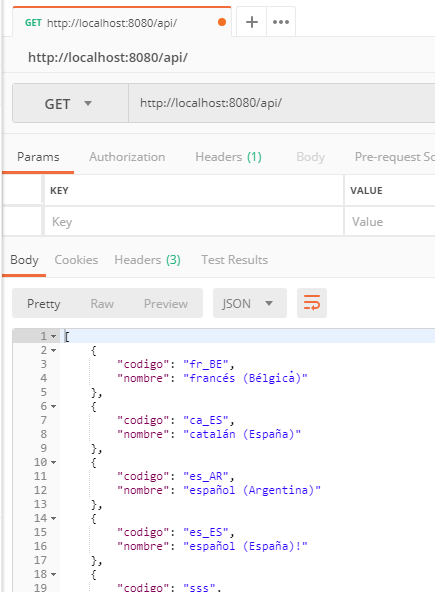 GET http://localhost:8080/api/
http://localhost:8080/api/
GET http://localhost:8080/api/
Params Authorization Headers (1) Body Pre-request Sc
KEY VALUE
Key Value
Body Cookies Headers (3) Test Results
Pretty Raw Preview JSON
1 [
2 {
3 "codigo": "fr_BE",
4 "nombre": "francés (Bélgica)"
5 },
6 {
7 "codigo": "ca_ES",
8 "nombre": "catalán (España)"
9 },
10 {
11 "codigo": "es_AR",
12 "nombre": "español (Argentina)"
13 },
14 {
15 "codigo": "es_ES",
16 "nombre": "español (España)!"
17 },
18 {
19 "codigo": "sss",